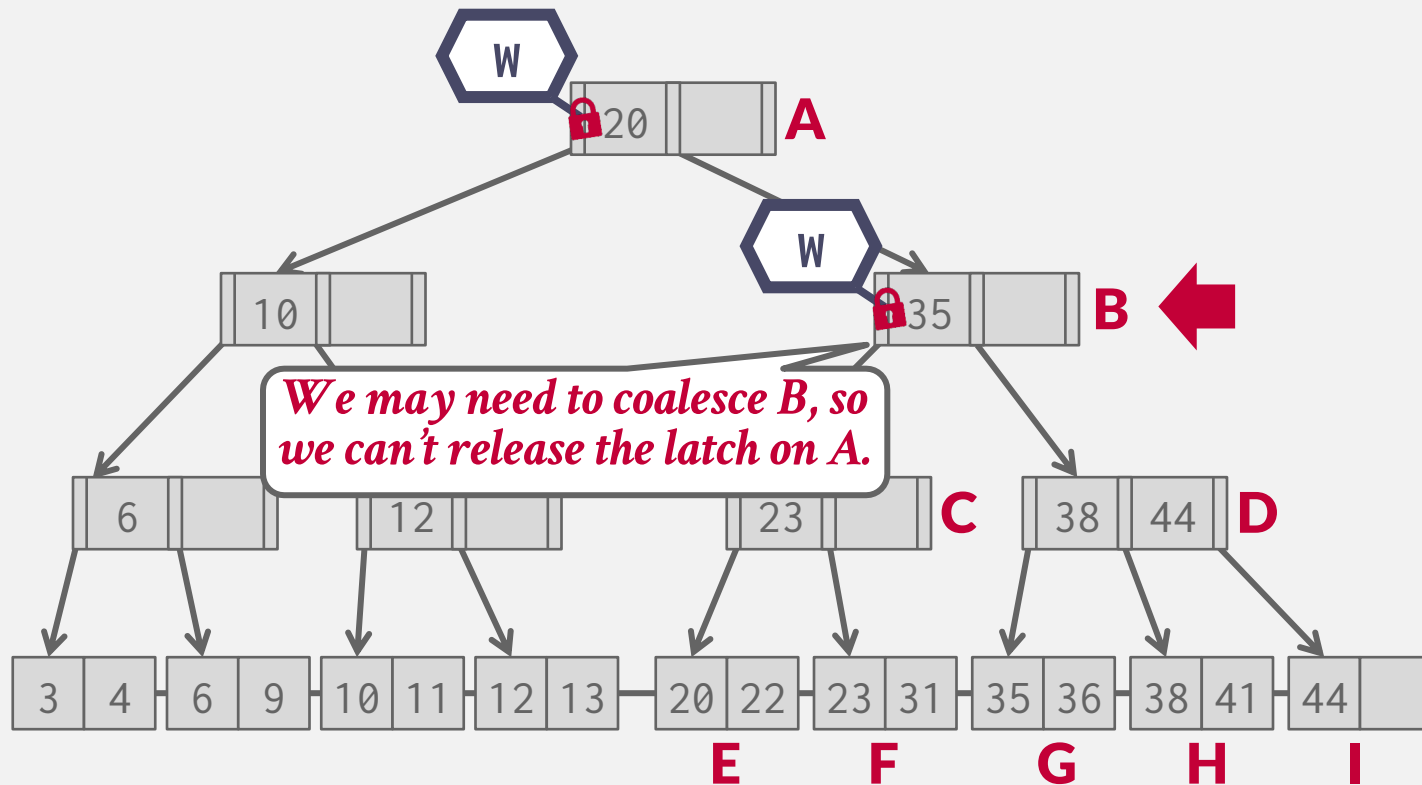 W
20 A
W
10
35 B
We may need to coalesce B, so
we can't release the latch on A.
6
12
23 C
38 44 D
3 4 6 9 10 11 12 13 20 22 23 31 35 36 38 41 44
E F G H I